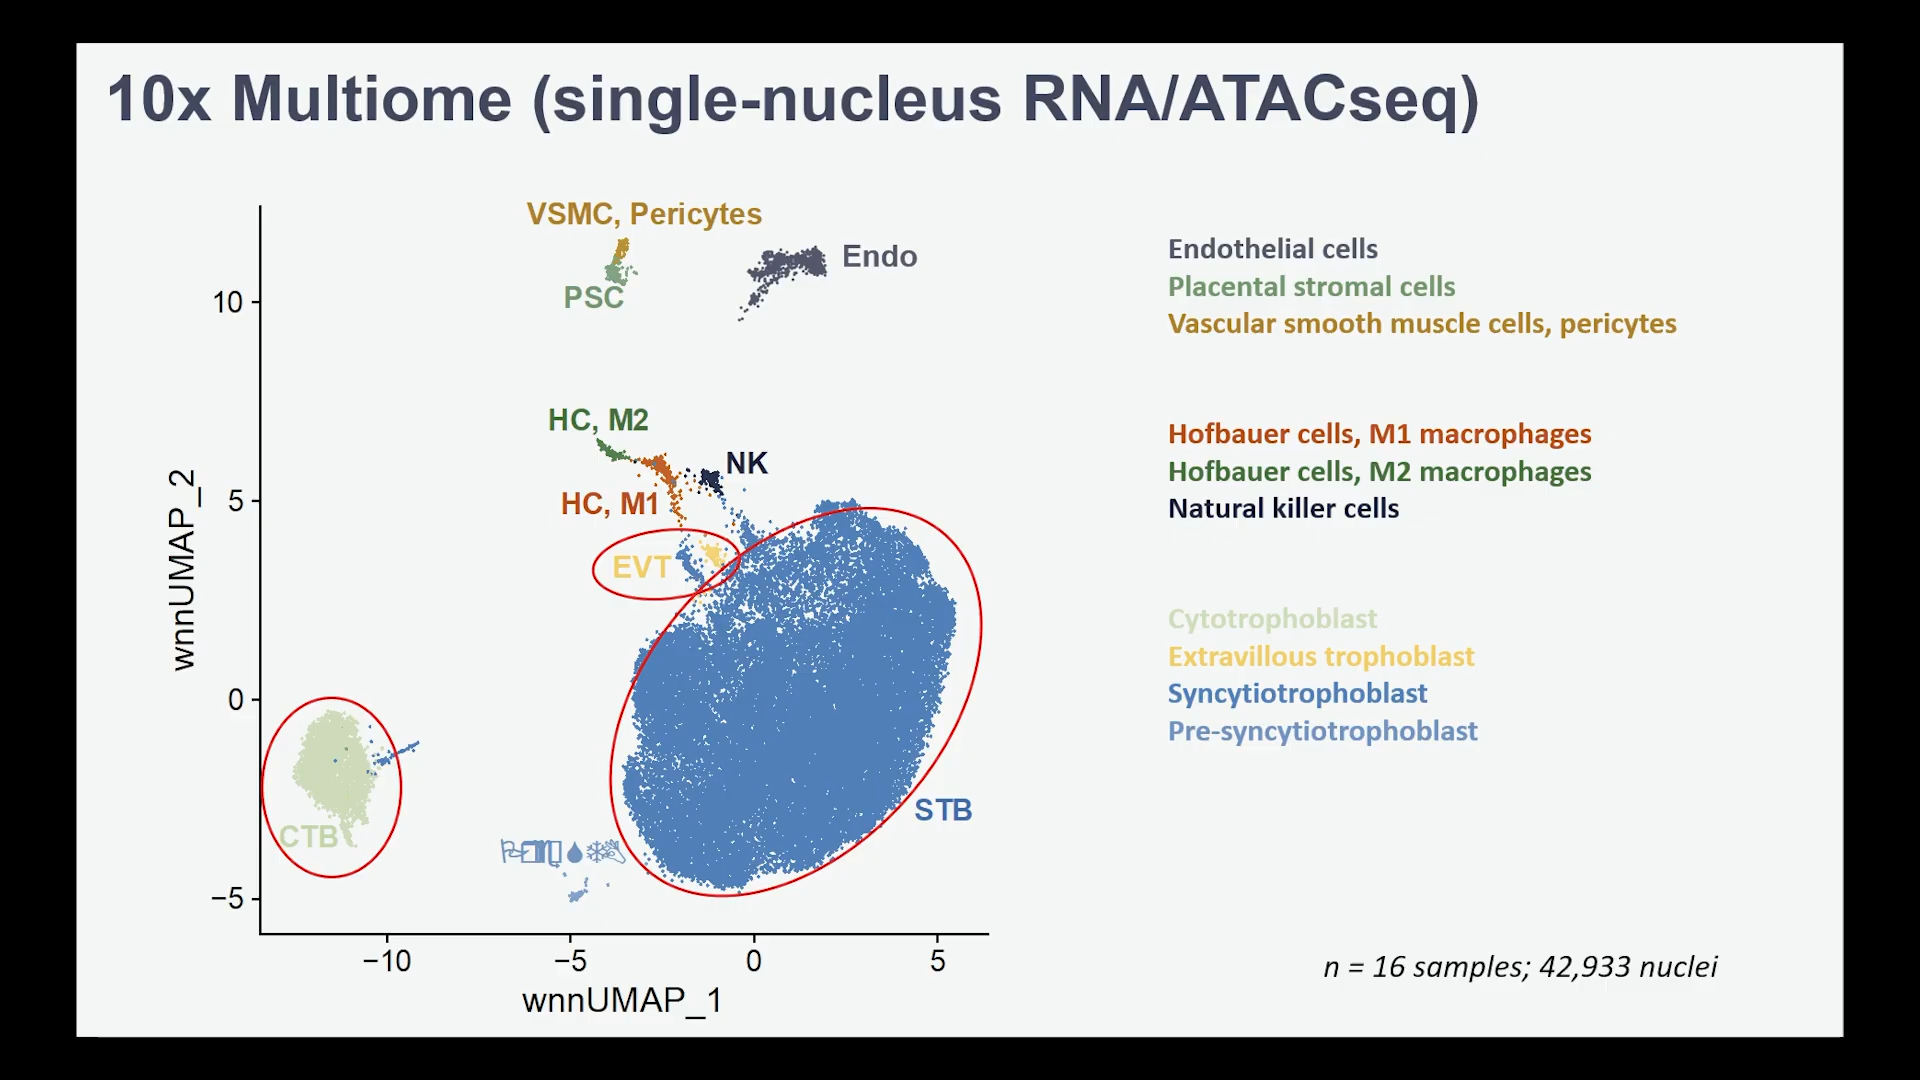 10x Multiome (single-nucleus RNA/ATACseq)
VSMC, Pericytes
Endo
PSC
HC, M2
NK
HC, M1
EVT
CTB
STB
wnnUMAP_2
10
5
0
−5
−10
−5
0
5
wnnUMAP_1
Endothelial cells
Placental stromal cells
Vascular smooth muscle cells, pericytes
Hofbauer cells, M1 macrophages
Hofbauer cells, M2 macrophages
Natural killer cells
Cytotrophoblast
Extravillous trophoblast
Syncytiotrophoblast
Pre-syncytiotrophoblast
n = 16 samples; 42,933 nuclei